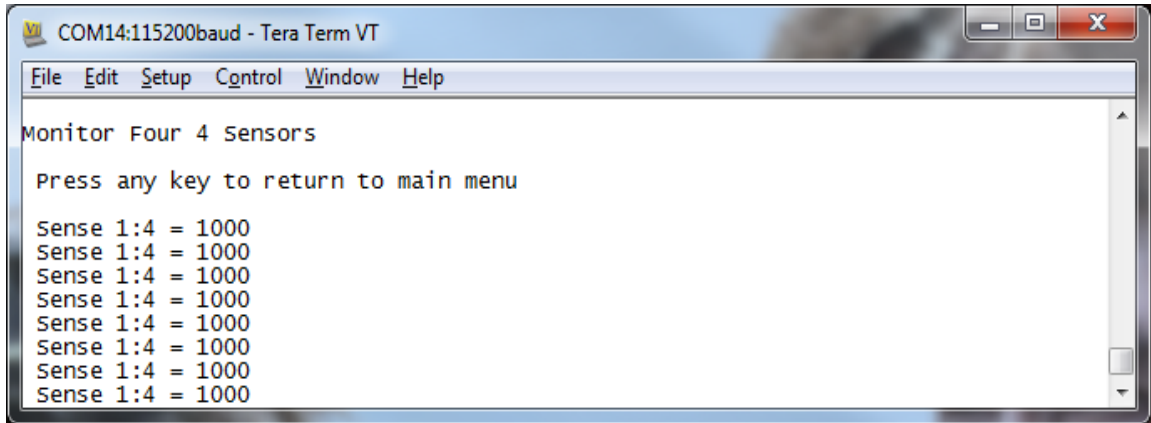 COM14:115200baud - Tera Term VT
File Edit Setup Control Window Help
Monitor Four 4 Sensors
Press any key to return to main menu
Sense 1:4 = 1000
Sense 1:4 = 1000
Sense 1:4 = 1000
Sense 1:4 = 1000
Sense 1:4 = 1000
Sense 1:4 = 1000
Sense 1:4 = 1000
Sense 1:4 = 1000